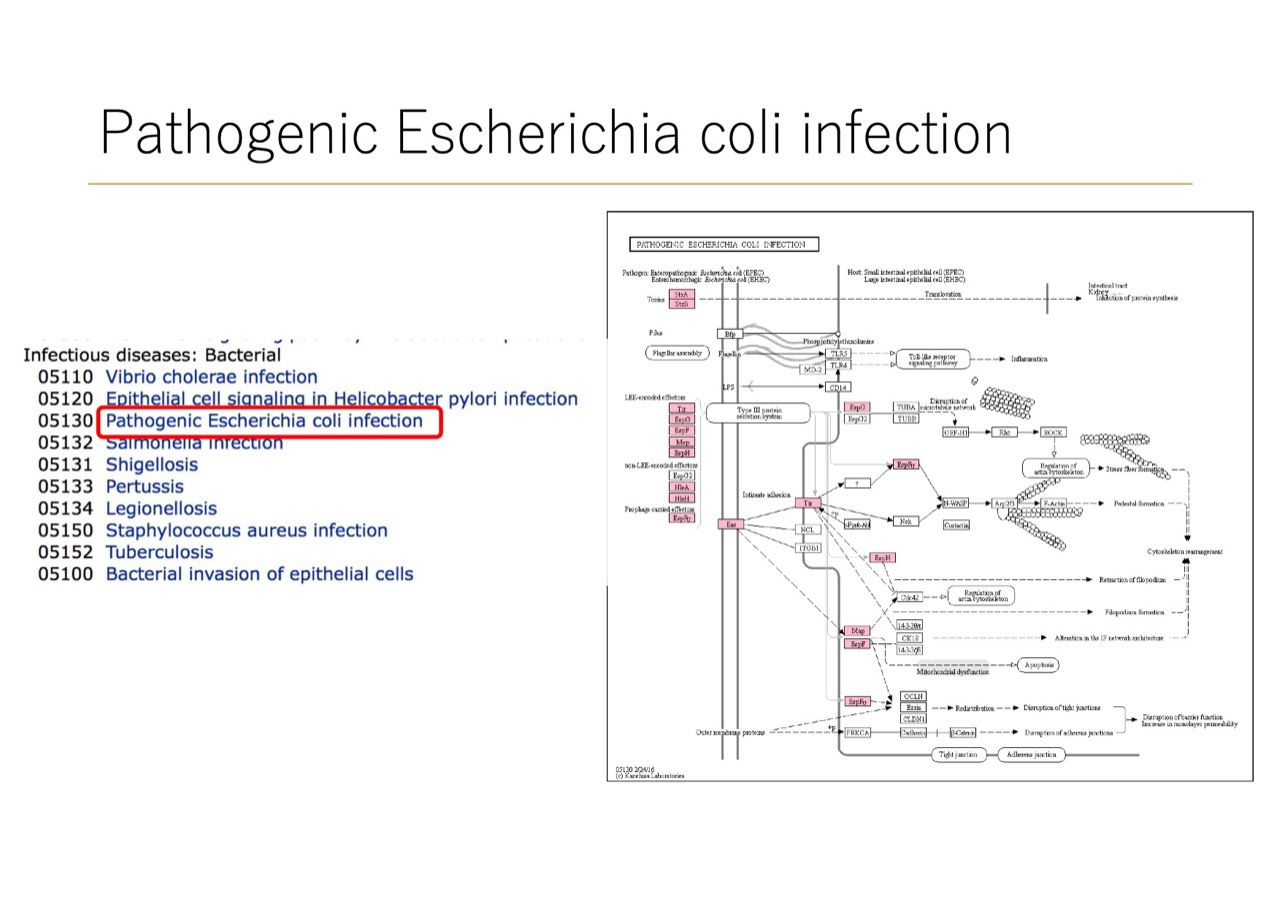 Pathogenic Escherichia coli infection
Infectious diseases: Bacterial
05110 Vibrio cholerae infection
05120 Epithelial cell signaling in Helicobacter pylori infection
05130 Pathogenic Escherichia coli infection
05132 Salmonella infection
05131 Shigellosis
05133 Pertussis
05134 Legionellosis
05150 Staphylococcus aureus infection
05152 Tuberculosis
05100 Bacterial invasion of epithelial cells
PATHOGENIC ESCHERICHIA COLI INFECTION
Pathogen: Enteropathogenic Escherichia coli (EPEC)
Enterohemorrhagic Escherichia coli (EHEC)
Host: Small intestinal epithelial cell (EPEC)
Large intestinal epithelial cell (EHEC)
Toxins
StxA
StxB
Translocation
Intestinal tract
Kidney
Inhibition of protein synthesis
Pilus
Bfp
Phosphatidylethanolamine
Flagellar assembly
Flagellin
TLR5
TLR4
MD-2
Toll-like receptor
signaling pathway
Inflammation
LPS
CD14
LEE-encoded effectors
Tir
EspG
EspF
Map
EspH
Type III protein
secretion system
EspG
EspG2
TUBA
TUBB
Disruption of
microtubule network
GEF-H1
Rho
ROCK
non-LEE-encoded effectors
EspG2
NleA
NleH
Prophage carried effectors
EspFu
EspFu
Regulation of
actin cytoskeleton
Stress fiber formation
Intimate adhesion
Tir
?
N-WASP
Arp2/3
F-Actin
Pedestal formation
Eae
+p
Nck
Cortactin
NCL
ITGB1
Cytoskeleton rearrangement
EspH
Retraction of filopodium
Cdc42
Regulation of
actin cytoskeleton
Filopodium formation
Map
EspF
CK18
Alteration in the IF network architecture
Mitochondrial dysfunction
Apoptosis
OCLN
Ezrin
CLDN1
Redistribution
Disruption of tight junctions
Disruption of barrier function
Increase in monolayer permeability
Outer membrane proteins
+p
PRKCA
Cadherin
β-Catenin
Disruption of adherens junctions
Tight junction
Adherens junction
05130 2/24/16
(c) Kanehisa Laboratories